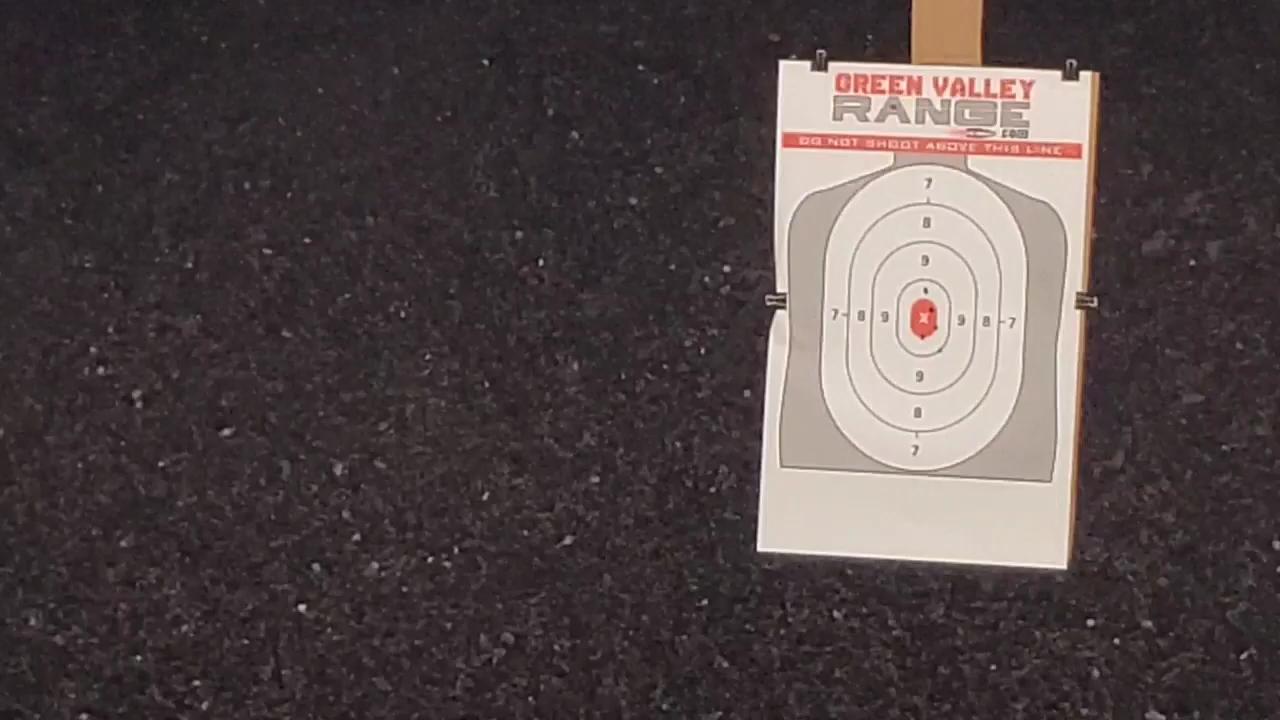 GREEN VALLEY
RANGE
.COM
DO NOT SHOOT ABOVE THIS LINE
7
8
9
7 8 9 X 9 8 7
9
8
7